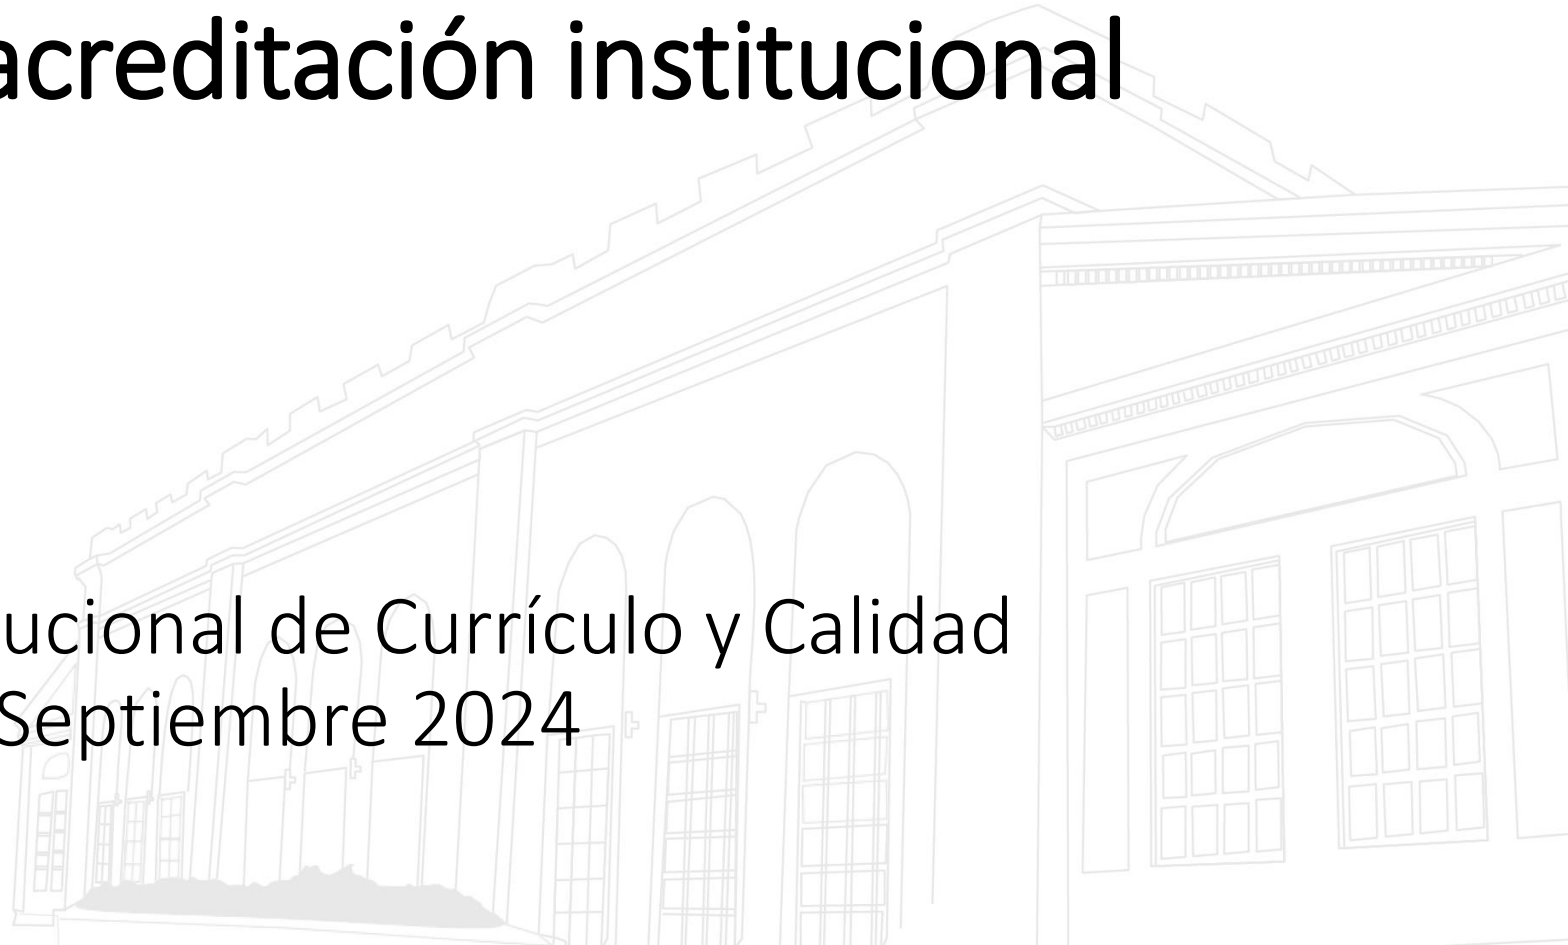 acreditación institucional
ucional de Currículo y Calidad
Septiembre 2024